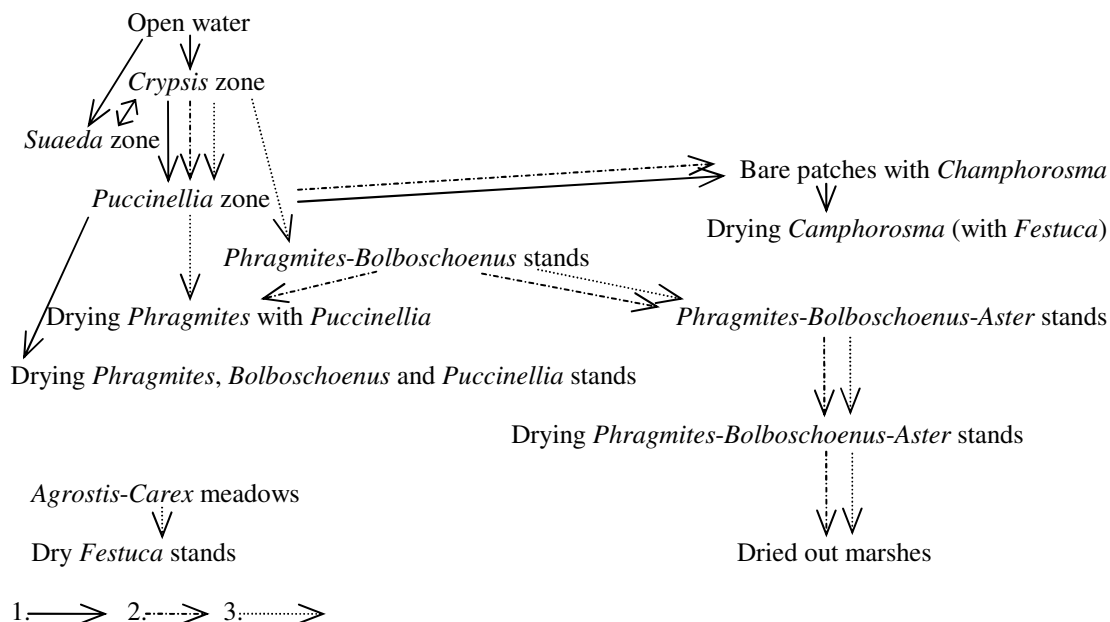 Open water
Crypsis zone
Suaeda zone
Bare patches with Champhorosma
Puccinellia zone
Drying Camphorosma (with Festuca)
Phragmites-Bolboschoenus stands
Drying Phragmites with Puccinellia
Phragmites-Bolboschoenus-Aster stands
Drying Phragmites, Bolboschoenus and Puccinellia stands
Drying Phragmites-Bolboschoenus-Aster stands
Agrostis-Carex meadows
Dry Festuca stands
Dried out marshes
1. 2. 3.